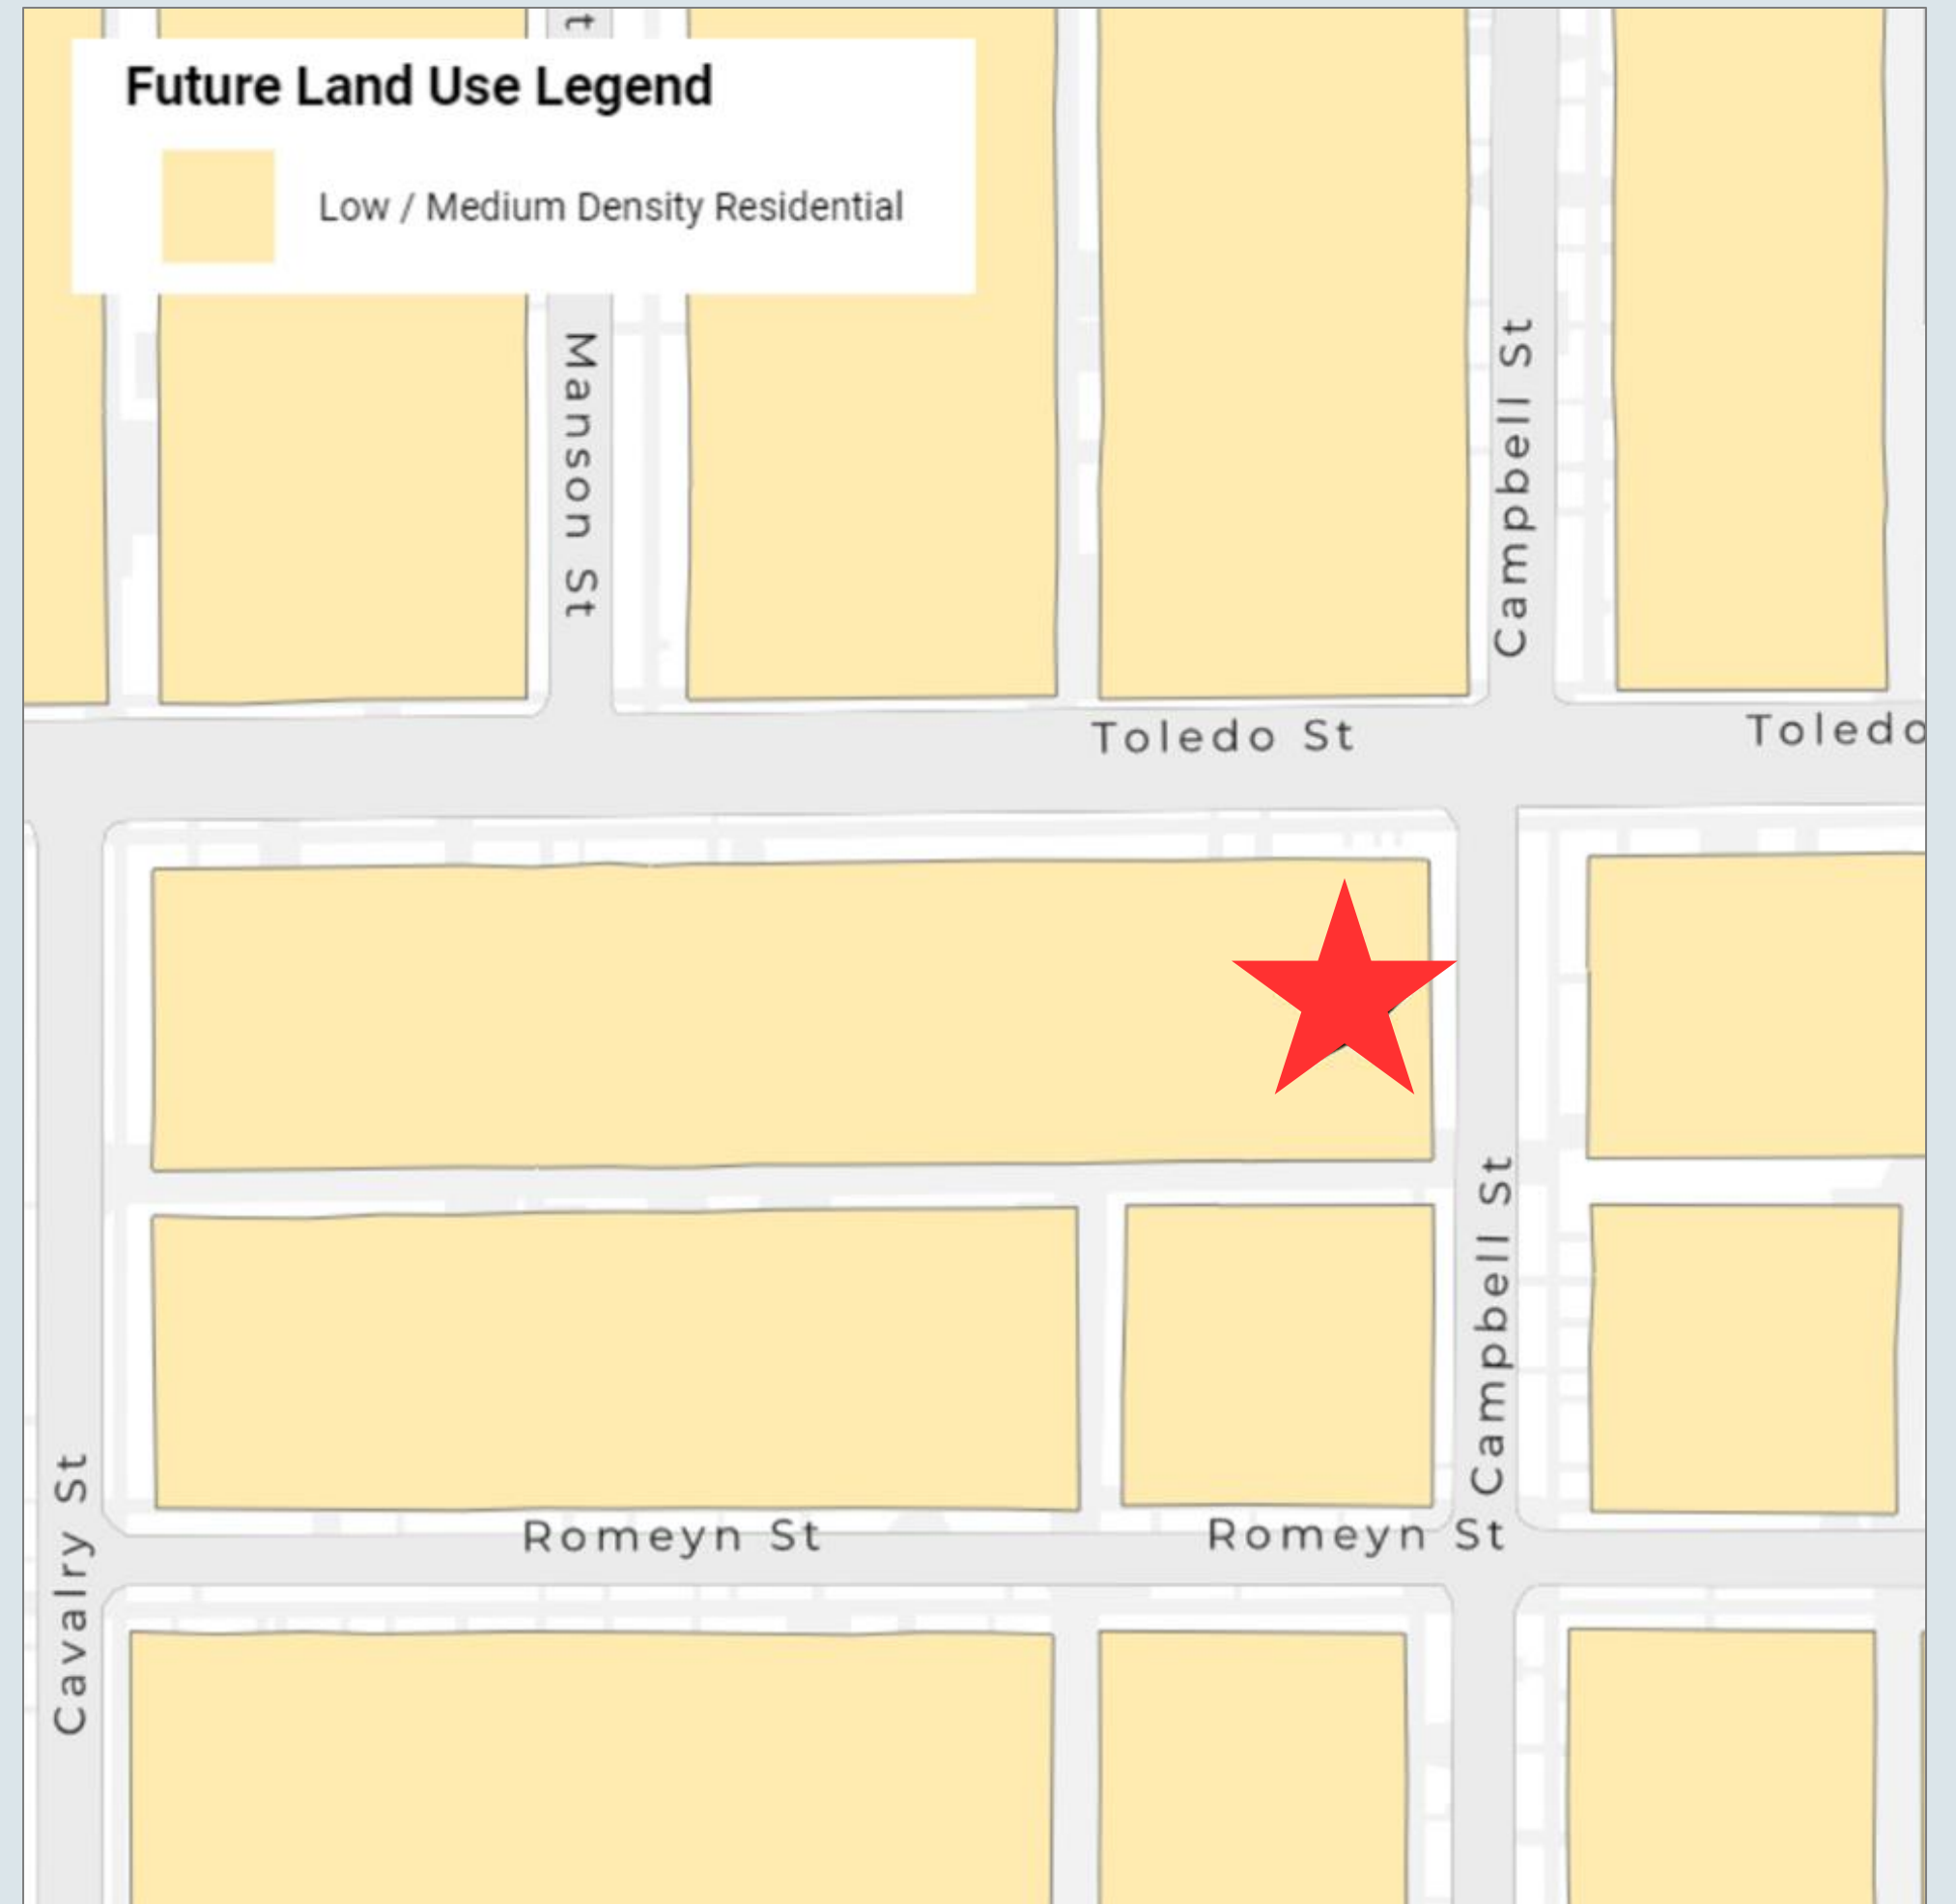 t
Future Land Use Legend
Low / Medium Density Residential
Manson St
Campbell St
Toledo St
Toledo
Campbell St
Cavalry St
Romeyn St
Romeyn St